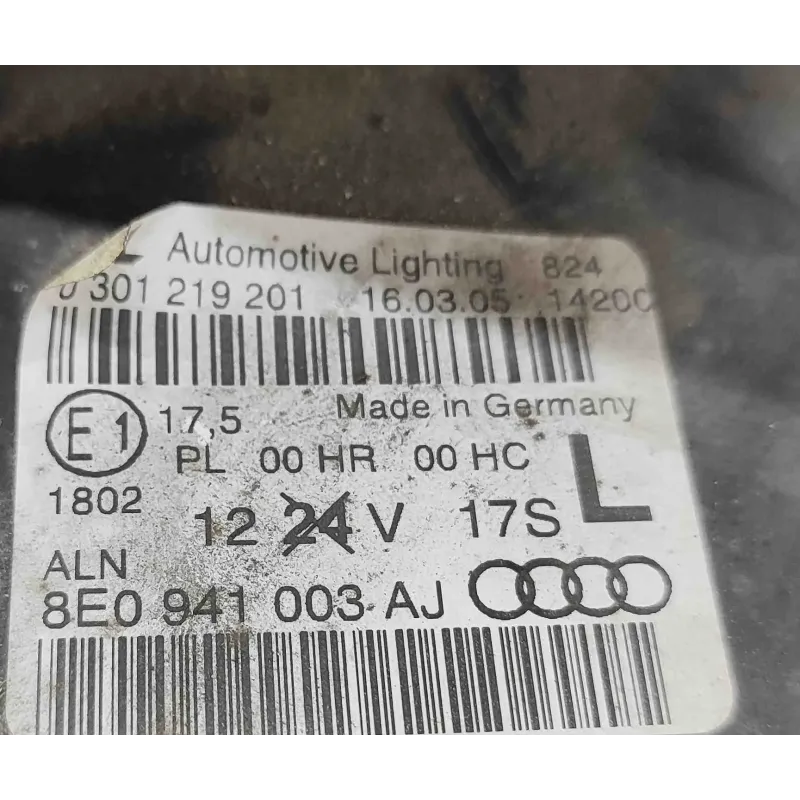 Automotive Lighting 824
0 301 219 201 16.03.05 14200
E1 17,5 Made in Germany
PL 00 HR 00 HC L
1802
12 24 V 17S
ALN
8E0 941 003 AJ